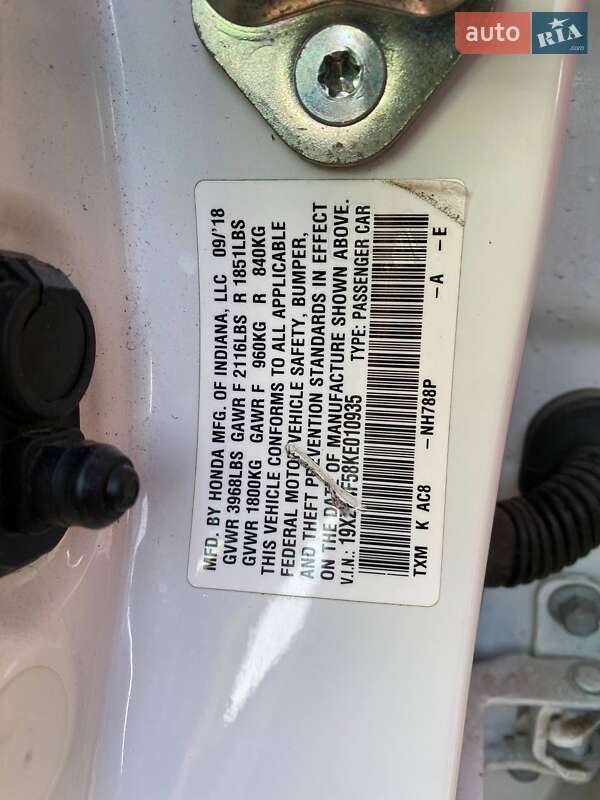 auto RIA .com
MFD. BY HONDA MFG. OF INDIANA, LLC 09/'18
GVWR 3968LBS GAWR F 2116LBS R 1851LBS
GVWR 1800KG GAWR F 960KG R 840KG
THIS VEHICLE CONFORMS TO ALL APPLICABLE
FEDERAL MOTOR VEHICLE SAFETY, BUMPER,
AND THEFT PREVENTION STANDARDS IN EFFECT
ON THE DATE OF MANUFACTURE SHOWN ABOVE.
V.I.N.: TYPE: PASSENGER CAR
TXM K AC8 -NH788P -A -E